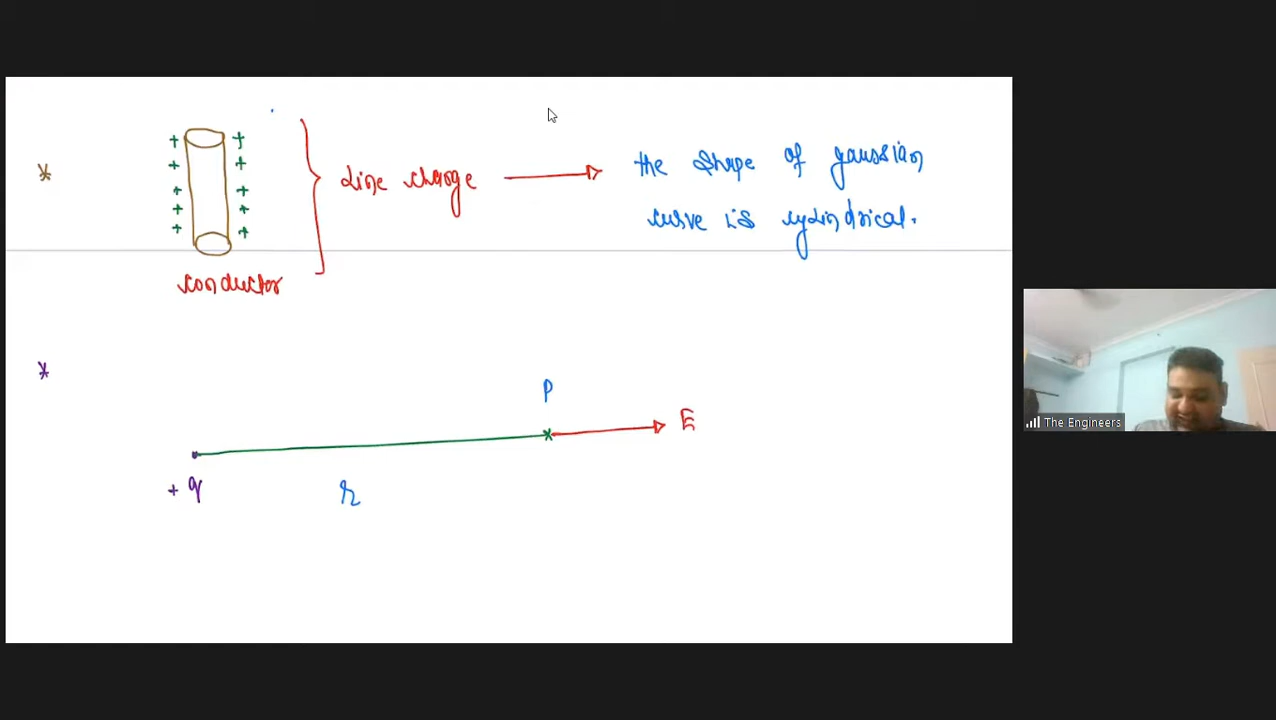 *
+ +
+ +
+ +
+ +
+ +
conductor
Line charge
the shape of gaussian
curve is cylindrical.
*
P
E
+ q
r
The Engineers